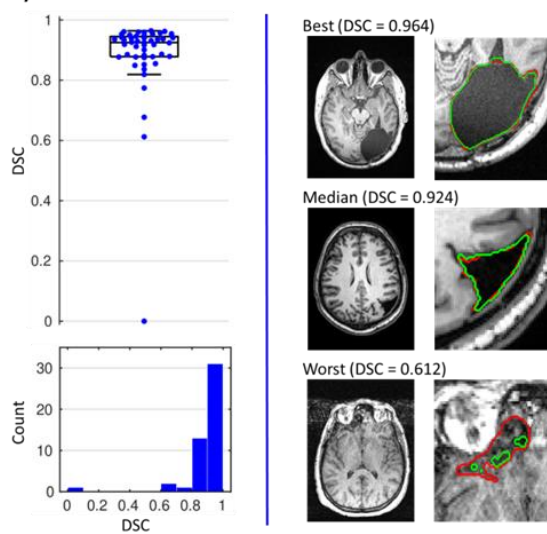 1
0.8
0.6
0.4
0.2
0
DSC
30
20
10
0
Count
0 0.2 0.4 0.6 0.8 1
DSC
Best (DSC = 0.964)
Median (DSC = 0.924)
Worst (DSC = 0.612)